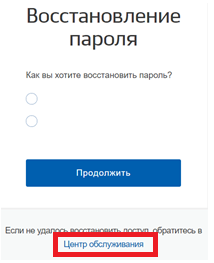 Восстановление
пароля
Как вы хотите восстановить пароль?
Продолжить
Если не удалось восстановить доступ, обратитесь в
Центр обслуживания